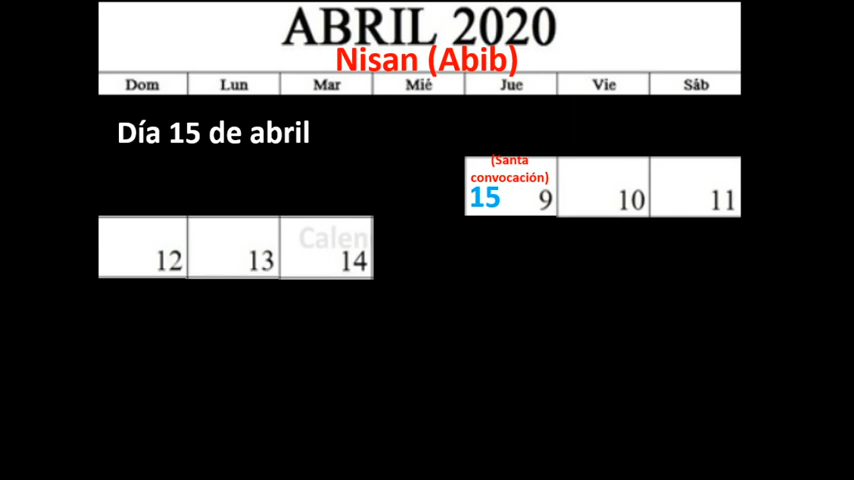 ABRIL 2020
Nisan (Abib)
Dom Lun Mar Mié Jue Vie Sáb
Día 15 de abril
(Santa
convocación)
15 9 10 11
Calen
12 13 14